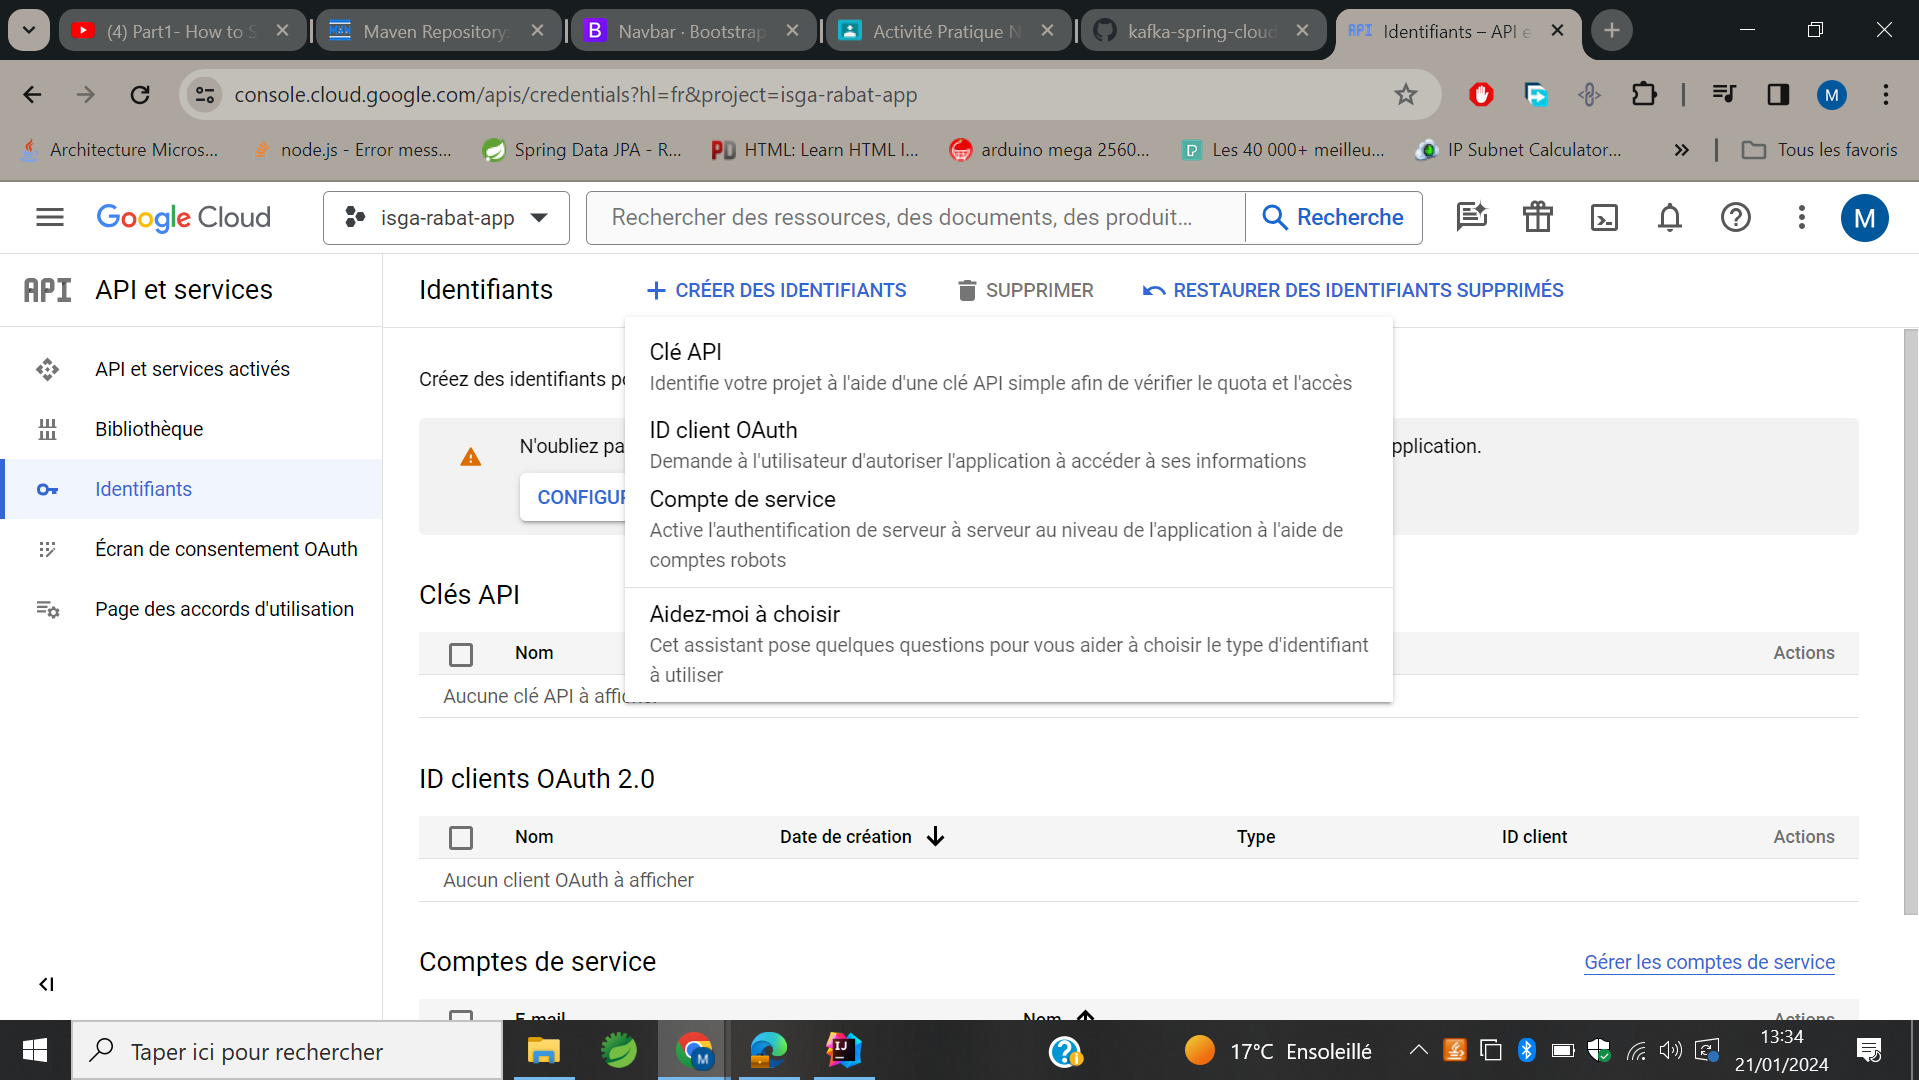 (4) Part1- How to S
Maven Repository:
Navbar · Bootstrap
Activité Pratique N
kafka-spring-cloud
API Identifiants – API e
console.cloud.google.com/apis/credentials?hl=fr&project=isga-rabat-app
M
Architecture Micros...
node.js - Error mess...
Spring Data JPA - R...
HTML: Learn HTML I...
arduino mega 2560...
Les 40 000+ meilleu...
IP Subnet Calculator...
Tous les favoris
Google Cloud
isga-rabat-app
Rechercher des ressources, des documents, des produit...
Recherche
M
API API et services
Identifiants
CRÉER DES IDENTIFIANTS
SUPPRIMER
RESTAURER DES IDENTIFIANTS SUPPRIMÉS
API et services activés
Bibliothèque
Identifiants
Écran de consentement OAuth
Page des accords d'utilisation
Clé API
Identifie votre projet à l'aide d'une clé API simple afin de vérifier le quota et l'accès
ID client OAuth
Demande à l'utilisateur d'autoriser l'application à accéder à ses informations
Compte de service
Active l'authentification de serveur à serveur au niveau de l'application à l'aide de
comptes robots
Aidez-moi à choisir
Cet assistant pose quelques questions pour vous aider à choisir le type d'identifiant
à utiliser
Créez des identifiants
N'oubliez pa
pplication.
CONFIGUR
Clés API
Nom
Actions
Aucune clé API à afficher
ID clients OAuth 2.0
Nom
Date de création
Type
ID client
Actions
Aucun client OAuth à afficher
Comptes de service
Gérer les comptes de service
E-mail
Nom
Actions
Taper ici pour rechercher
17°C Ensoleillé
13:34
21/01/2024